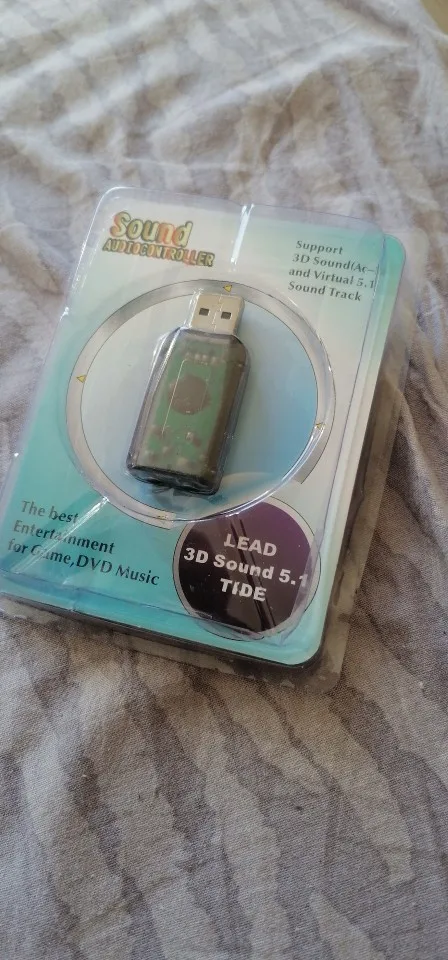 Sound
AUDIOCONTROLLER
Support
3D Sound(Ac-
and Virtual 5.1
Sound Track
The best
Entertainment
for Game, DVD Music
LEAD
3D Sound 5.1
TIDE